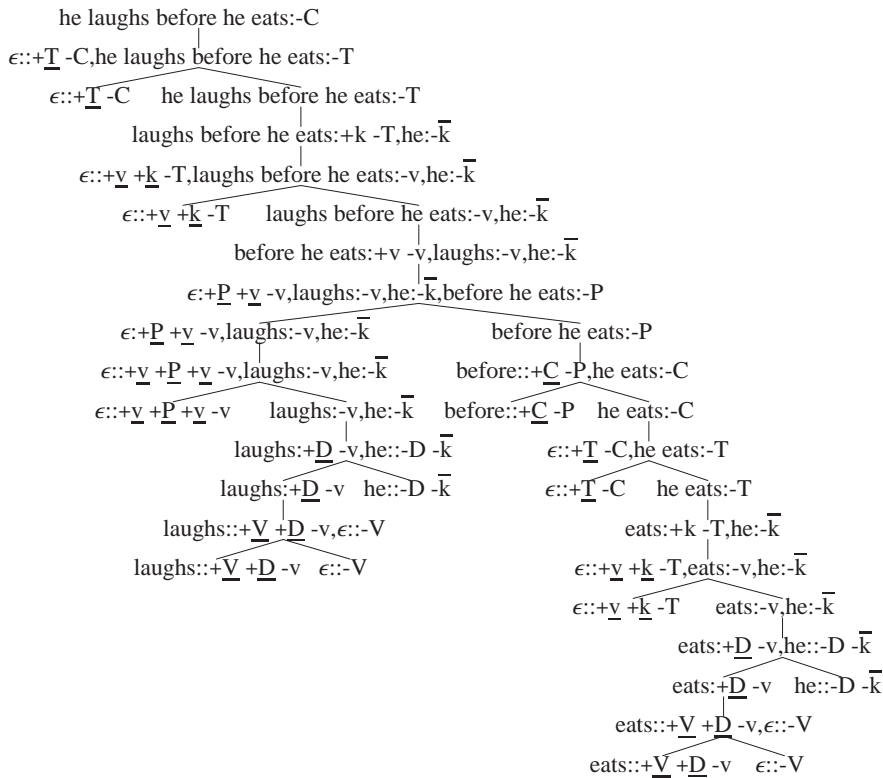 he laughs before he eats:-C
ϵ::+T -C,he laughs before he eats:-T
ϵ::+T -C he laughs before he eats:-T
laughs before he eats:+k -T,he:-k
ϵ::+v +k -T,laughs before he eats:-v,he:-k
ϵ::+v +k -T laughs before he eats:-v,he:-k
before he eats:+v -v,laughs:-v,he:-k
ϵ:+P +v -v,laughs:-v,he:-k,before he eats:-P
ϵ:+P +v -v,laughs:-v,he:-k before he eats:-P
ϵ::+v +P +v -v,laughs:-v,he:-k before::+C -P,he eats:-C
ϵ::+v +P +v -v laughs:-v,he:-k before::+C -P he eats:-C
laughs:+D -v,he::-D -k ϵ::+T -C,he eats:-T
laughs:+D -v he::-D -k ϵ::+T -C he eats:-T
laughs::+V +D -v,ϵ::-V eats:+k -T,he:-k
laughs::+V +D -v ϵ::-V ϵ::+v +k -T,eats:-v,he:-k
ϵ::+v +k -T eats:-v,he:-k
eats:+D -v,he::-D -k
eats:+D -v he::-D -k
eats::+V +D -v,ϵ::-V
eats::+V +D -v ϵ::-V